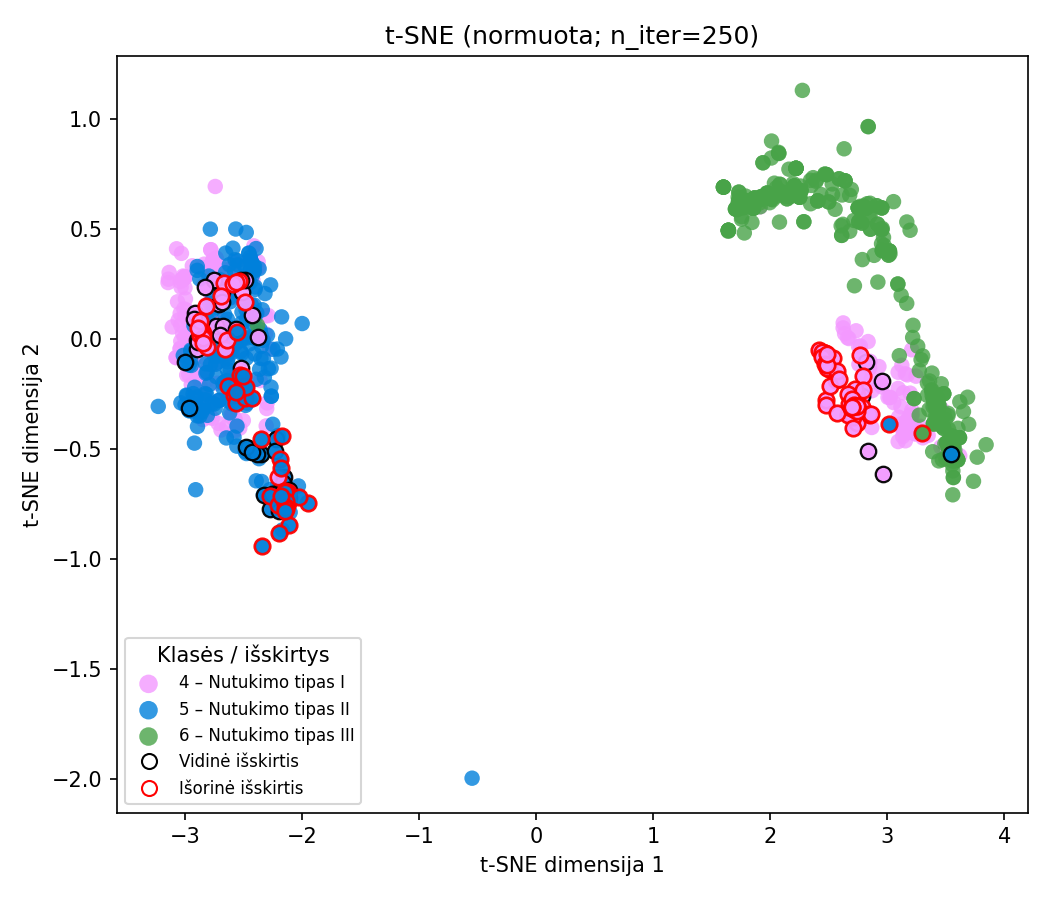 t-SNE (normuota; n_iter=250)
t-SNE dimensija 2
1.0
0.5
0.0
−0.5
−1.0
−1.5
−2.0
Klasės / išskirtys
4 – Nutukimo tipas I
5 – Nutukimo tipas II
6 – Nutukimo tipas III
Vidinė išskirtis
Išorinė išskirtis
−3 −2 −1 0 1 2 3 4
t-SNE dimensija 1